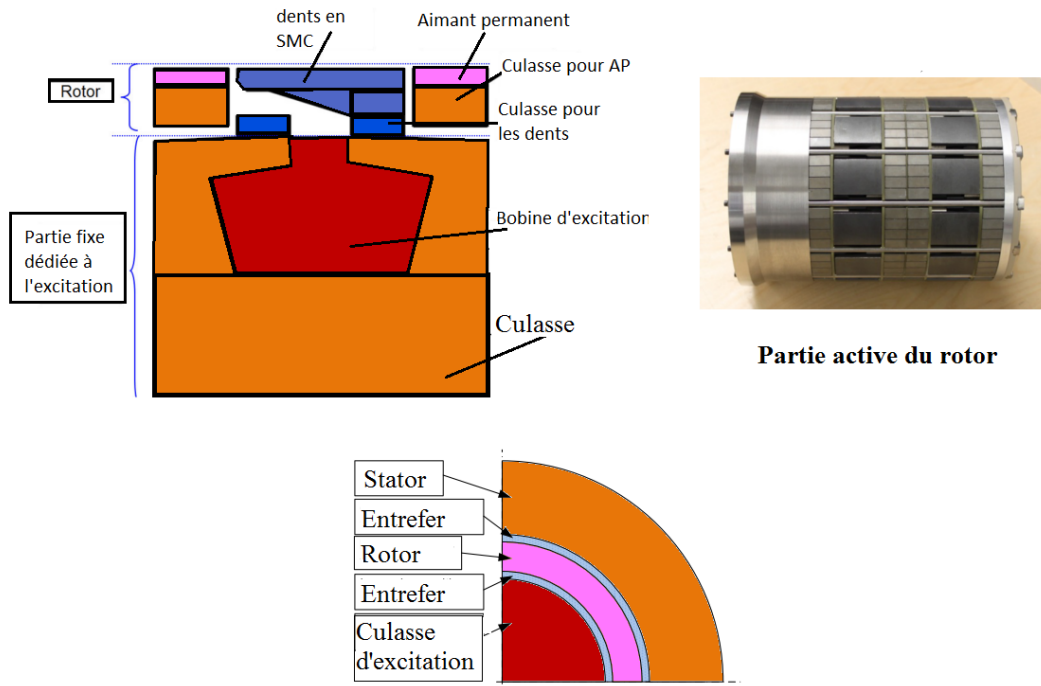 dents en
SMC
Aimant permanent
Culasse pour AP
Rotor
Culasse pour
les dents
Bobine d'excitation
Partie fixe
dédiée à
l'excitation
Culasse
Partie active du rotor
Stator
Entrefer
Rotor
Entrefer
Culasse
d'excitation